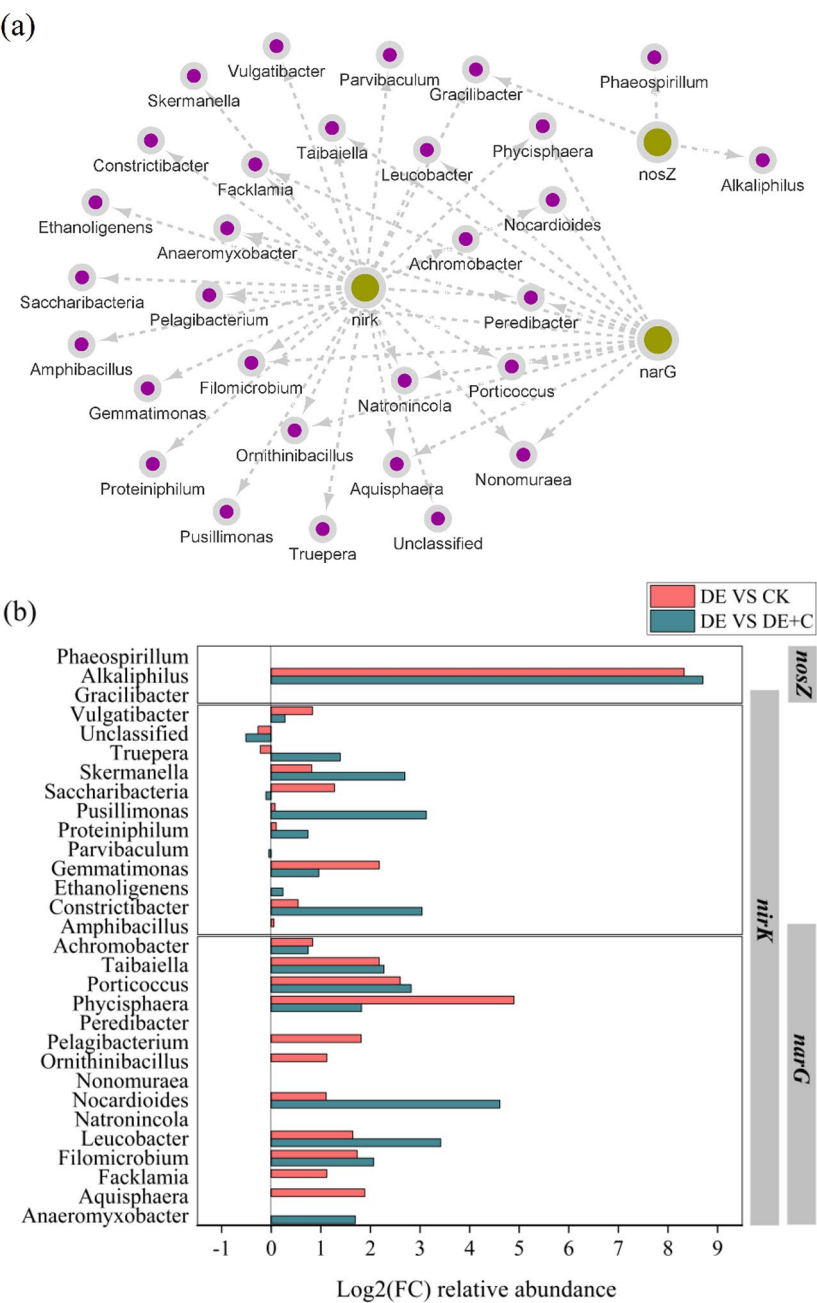 (a)
Vulgatibacter
Parvibaculum
Gracilibacter
Phaeospirillum
Skermanella
Taibaiella
Phycisphaera
Constrictibacter
Leucobacter
nosZ
Facklamia
Alkaliphilus
Ethanoligenens
Nocardioides
Anaeromyxobacter
Achromobacter
Saccharibacteria
Pelagibacterium
nirk
Peredibacter
Amphibacillus
narG
Filomicrobium
Porticoccus
Gemmatimonas
Natronincola
Ornithinibacillus
Proteiniphilum
Aquisphaera
Nonomuraea
Pusillimonas
Truepera
Unclassified
(b)
DE VS CK
DE VS DE+C
Phaeospirillum
Alkaliphilus
Gracilibacter
Vulgatibacter
Unclassified
Truepera
Skermanella
Saccharibacteria
Pusillimonas
Proteiniphilum
Parvibaculum
Gemmatimonas
Ethanoligenens
Constrictibacter
Amphibacillus
Achromobacter
Taibaiella
Porticoccus
Phycisphaera
Peredibacter
Pelagibacterium
Ornithinibacillus
Nonomuraea
Nocardioides
Natronincola
Leucobacter
Filomicrobium
Facklamia
Aquisphaera
Anaeromyxobacter
nosZ
nirK
narG
-1 0 1 2 3 4 5 6 7 8 9
Log2(FC) relative abundance